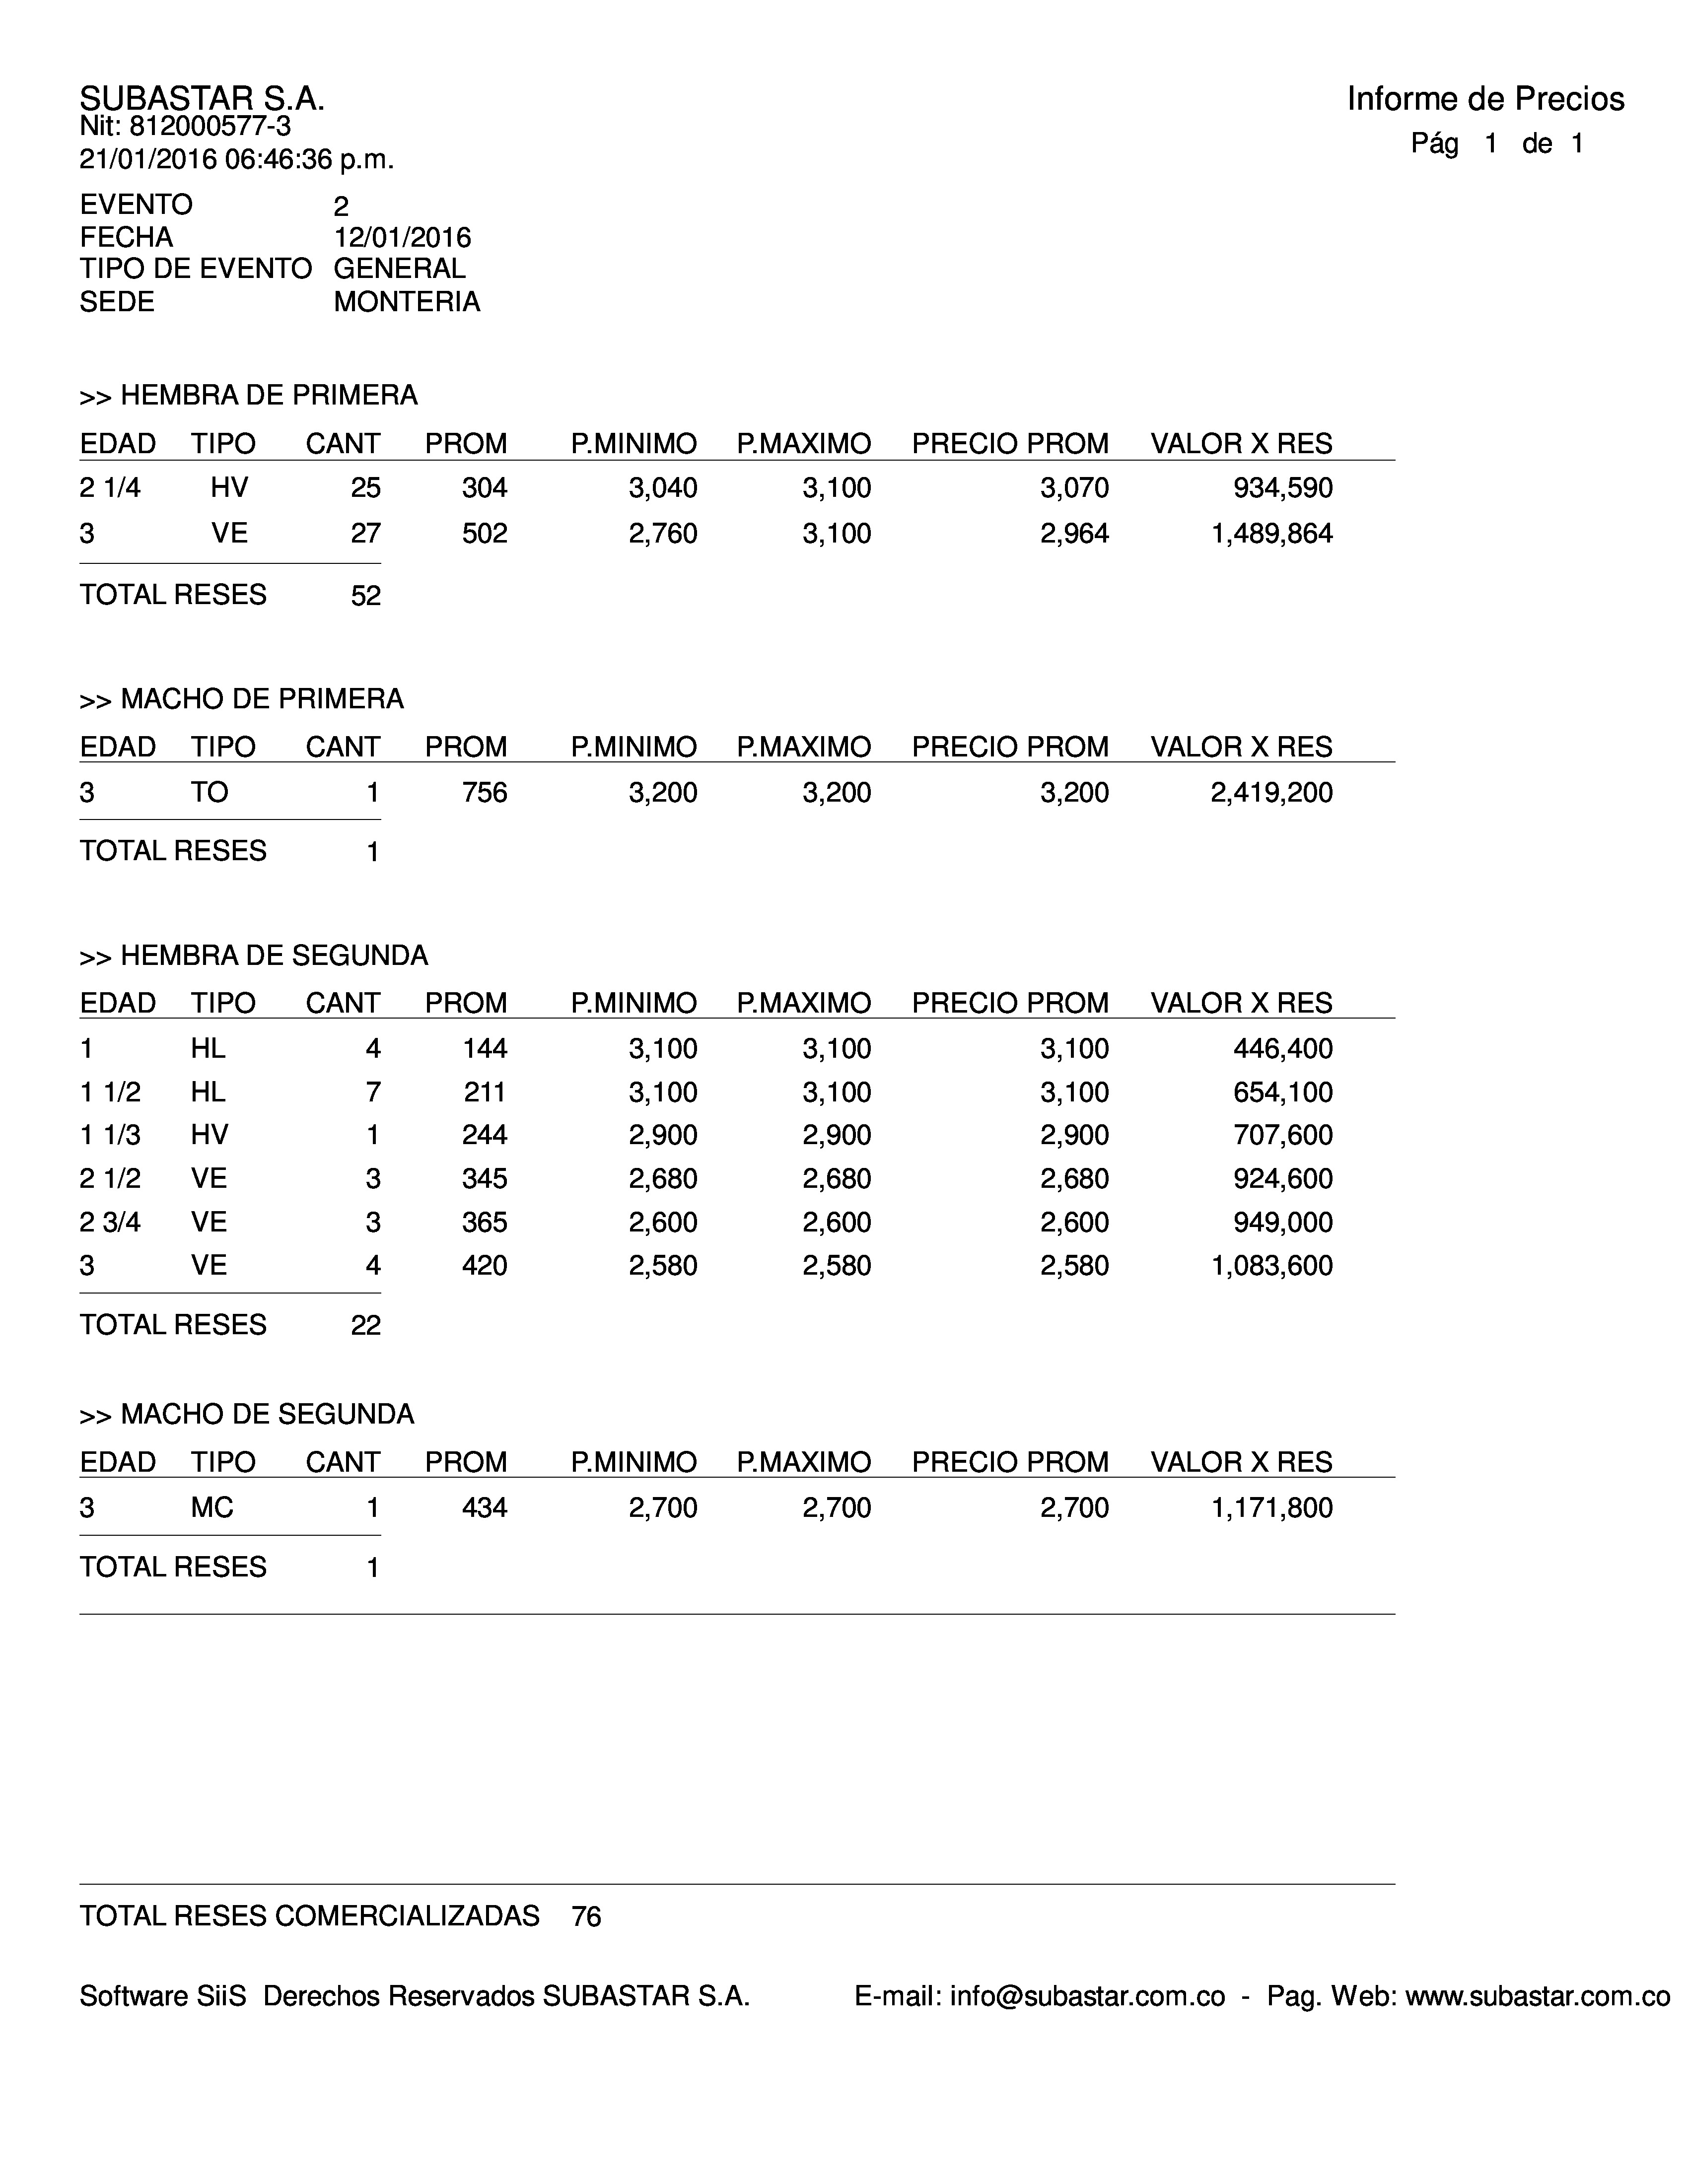 SUBASTAR S.A.
Informe de Precios
Nit: 812000577-3
Pág 1 de 1
21/01/2016 06:46:36 p.m.
EVENTO 2
FECHA 12/01/2016
TIPO DE EVENTO GENERAL
SEDE MONTERIA
>> HEMBRA DE PRIMERA
EDAD TIPO CANT PROM P.MINIMO P.MAXIMO PRECIO PROM VALOR X RES
2 1/4 HV 25 304 3,040 3,100 3,070 934,590
3 VE 27 502 2,760 3,100 2,964 1,489,864
TOTAL RESES 52
>> MACHO DE PRIMERA
EDAD TIPO CANT PROM P.MINIMO P.MAXIMO PRECIO PROM VALOR X RES
3 TO 1 756 3,200 3,200 3,200 2,419,200
TOTAL RESES 1
>> HEMBRA DE SEGUNDA
EDAD TIPO CANT PROM P.MINIMO P.MAXIMO PRECIO PROM VALOR X RES
1 HL 4 144 3,100 3,100 3,100 446,400
1 1/2 HL 7 211 3,100 3,100 3,100 654,100
1 1/3 HV 1 244 2,900 2,900 2,900 707,600
2 1/2 VE 3 345 2,680 2,680 2,680 924,600
2 3/4 VE 3 365 2,600 2,600 2,600 949,000
3 VE 4 420 2,580 2,580 2,580 1,083,600
TOTAL RESES 22
>> MACHO DE SEGUNDA
EDAD TIPO CANT PROM P.MINIMO P.MAXIMO PRECIO PROM VALOR X RES
3 MC 1 434 2,700 2,700 2,700 1,171,800
TOTAL RESES 1
TOTAL RESES COMERCIALIZADAS 76
Software SiiS Derechos Reservados SUBASTAR S.A. E-mail: info@subastar.com.co - Pag. Web: www.subastar.com.co